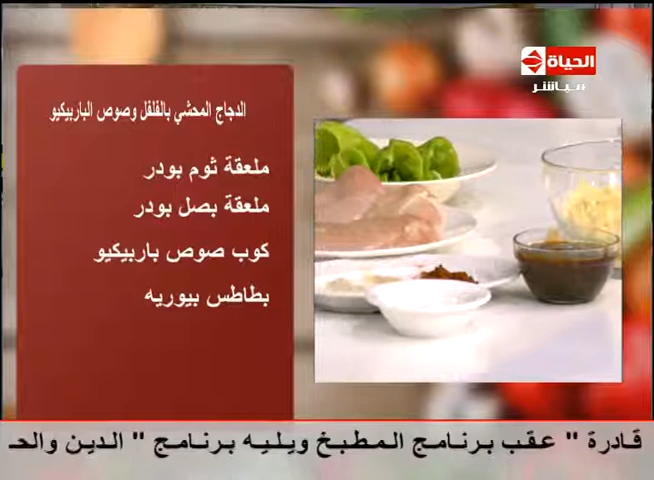 الحياة
مباشر
الدجاج المحشي بالفلفل وصوص الباربيكيو
ملعقة ثوم بودر
ملعقة بصل بودر
كوب صوص باربيكيو
بطاطس بيوريه
قادرة " عقب برنامج المطبخ ويليه برنامج " الدين والحـ